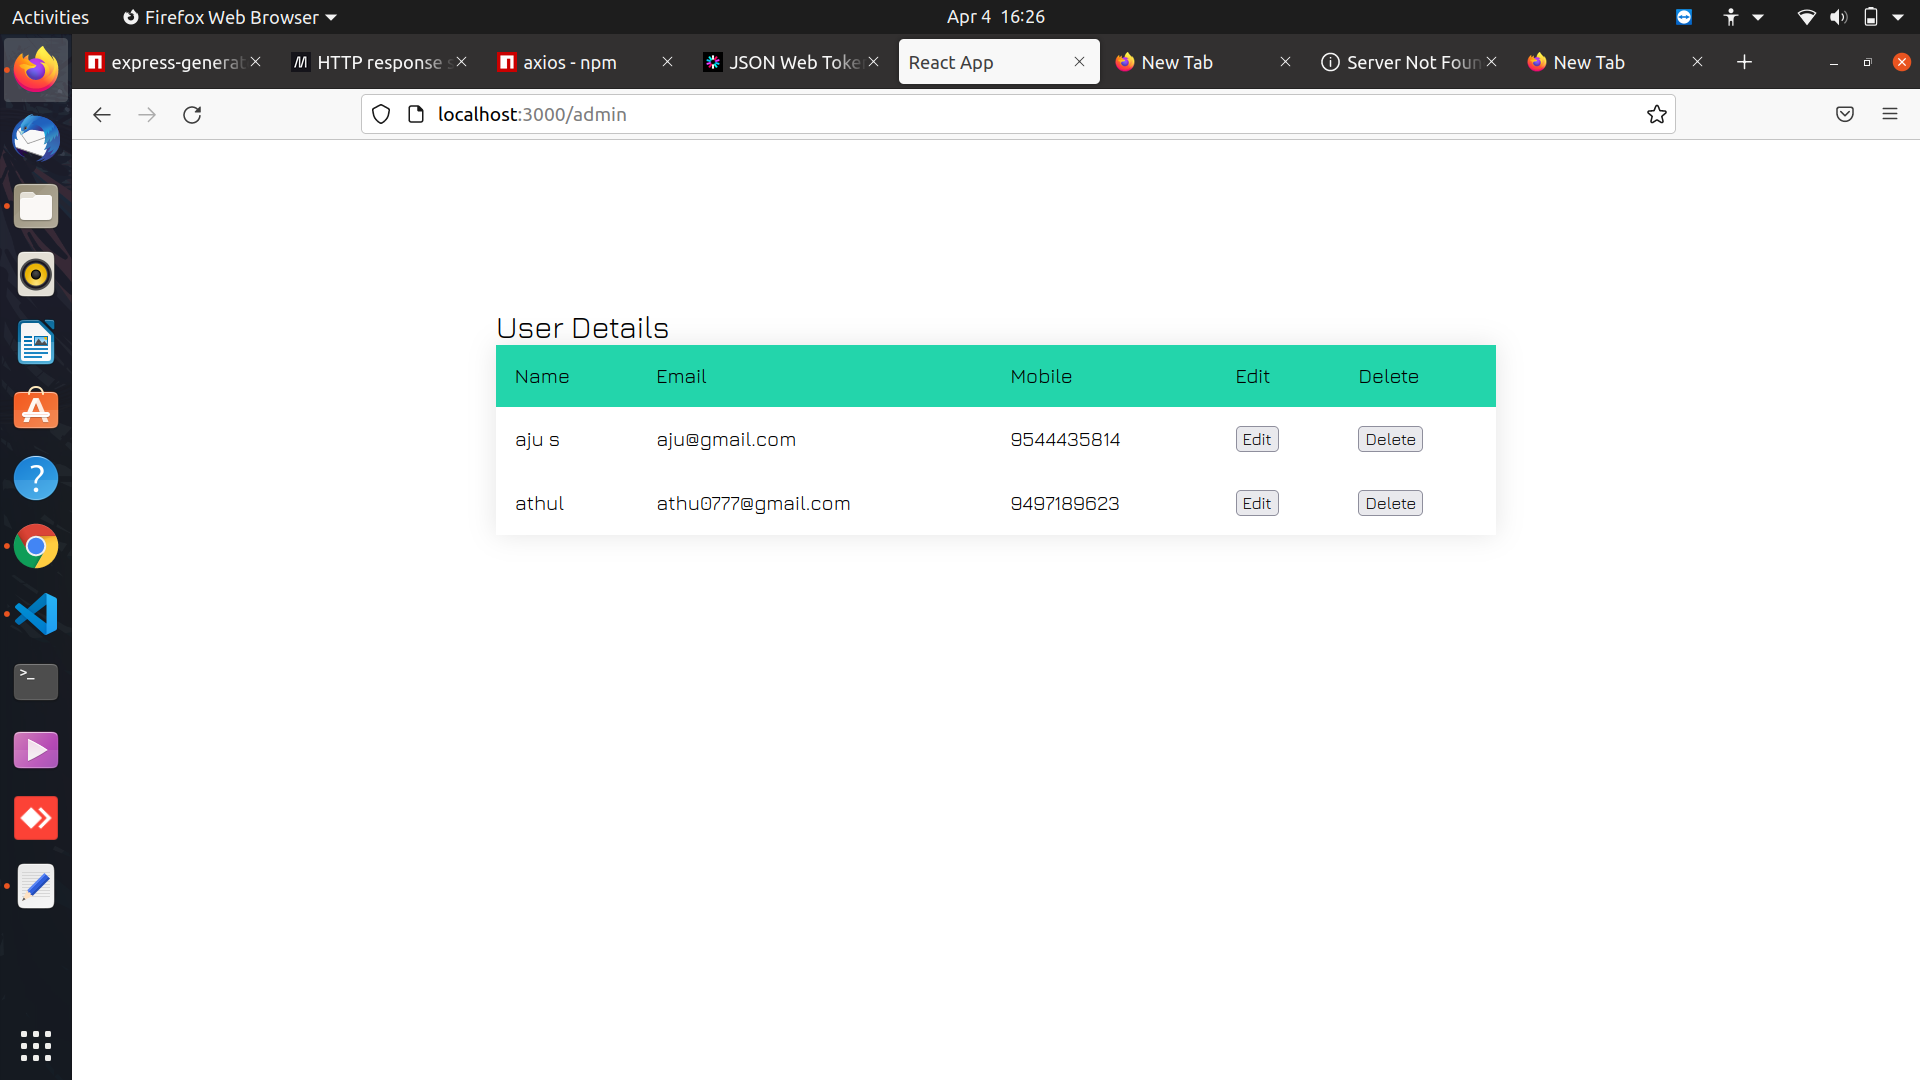 Activities Firefox Web Browser Apr 4 16:26
express-generat HTTP response s axios - npm JSON Web Toke React App New Tab Server Not Foun New Tab
localhost:3000/admin
User Details
Name Email Mobile Edit Delete
aju s aju@gmail.com 9544435814 Edit Delete
athul athu0777@gmail.com 9497189623 Edit Delete